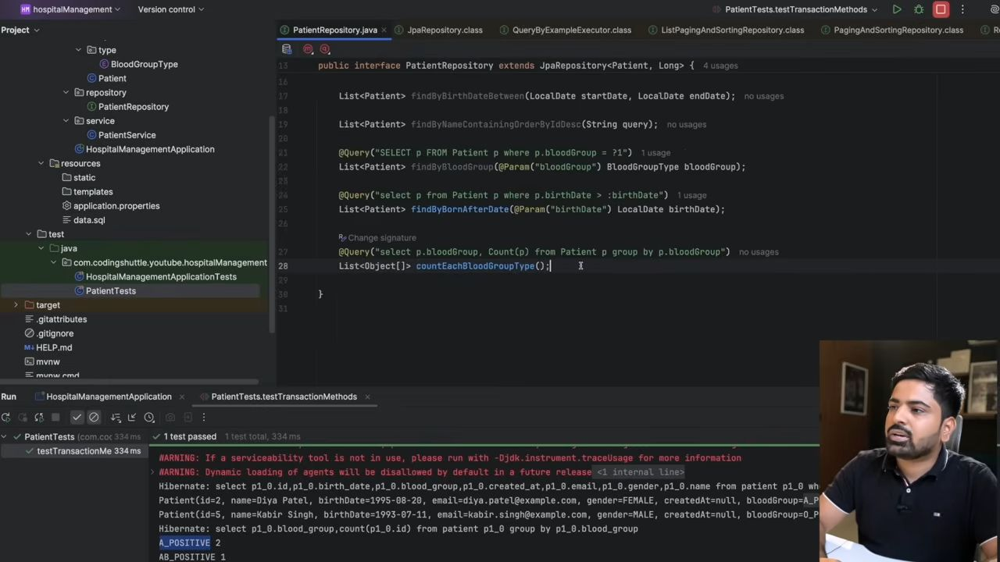 HM hospitalManagement Version control PatientTests.testTransactionMethods
Project PatientRepository.java JpaRepository.class QueryByExampleExecutor.class ListPagingAndSortingRepository.class PagingAndSortingRepository.class
type
BloodGroupType
Patient
repository
PatientRepository
service
PatientService
HospitalManagementApplication
resources
static
templates
application.properties
data.sql
test
java
com.codingshuttle.youtube.hospitalManagement
HospitalManagementApplicationTests
PatientTests
target
.gitattributes
.gitignore
HELP.md
mvnw
mvnw.cmd
13 public interface PatientRepository extends JpaRepository<Patient, Long> { 4 usages
16
17 List<Patient> findByBirthDateBetween(LocalDate startDate, LocalDate endDate); no usages
18
19 List<Patient> findByNameContainingOrderByIdDesc(String query); no usages
20
21 @Query("SELECT p FROM Patient p where p.bloodGroup = ?1") 1 usage
22 List<Patient> findByBloodGroup(@Param("bloodGroup") BloodGroupType bloodGroup);
23
24 @Query("select p from Patient p where p.birthDate > :birthDate") 1 usage
25 List<Patient> findByBornAfterDate(@Param("birthDate") LocalDate birthDate);
26
Change signature
27 @Query("select p.bloodGroup, Count(p) from Patient p group by p.bloodGroup") no usages
28 List<Object[]> countEachBloodGroupType();
29
30 }
31
Run HospitalManagementApplication PatientTests.testTransactionMethods
PatientTests (com.coc 334 ms
testTransactionMe 334 ms
1 test passed 1 test total, 334 ms
WARNING: If a serviceability tool is not in use, please run with -Djdk.instrument.traceUsage for more information
WARNING: Dynamic loading of agents will be disallowed by default in a future release <1 internal line>
Hibernate: select p1_0.id,p1_0.birth_date,p1_0.blood_group,p1_0.created_at,p1_0.email,p1_0.gender,p1_0.name from patient p1_0 wh
Patient(id=2, name=Diya Patel, birthDate=1995-08-20, email=diya.patel@example.com, gender=FEMALE, createdAt=null, bloodGroup=A_P
Patient(id=5, name=Kabir Singh, birthDate=1993-07-11, email=kabir.singh@example.com, gender=MALE, createdAt=null, bloodGroup=O_P
Hibernate: select p1_0.blood_group,count(p1_0.id) from patient p1_0 group by p1_0.blood_group
A_POSITIVE 2
AB_POSITIVE 1